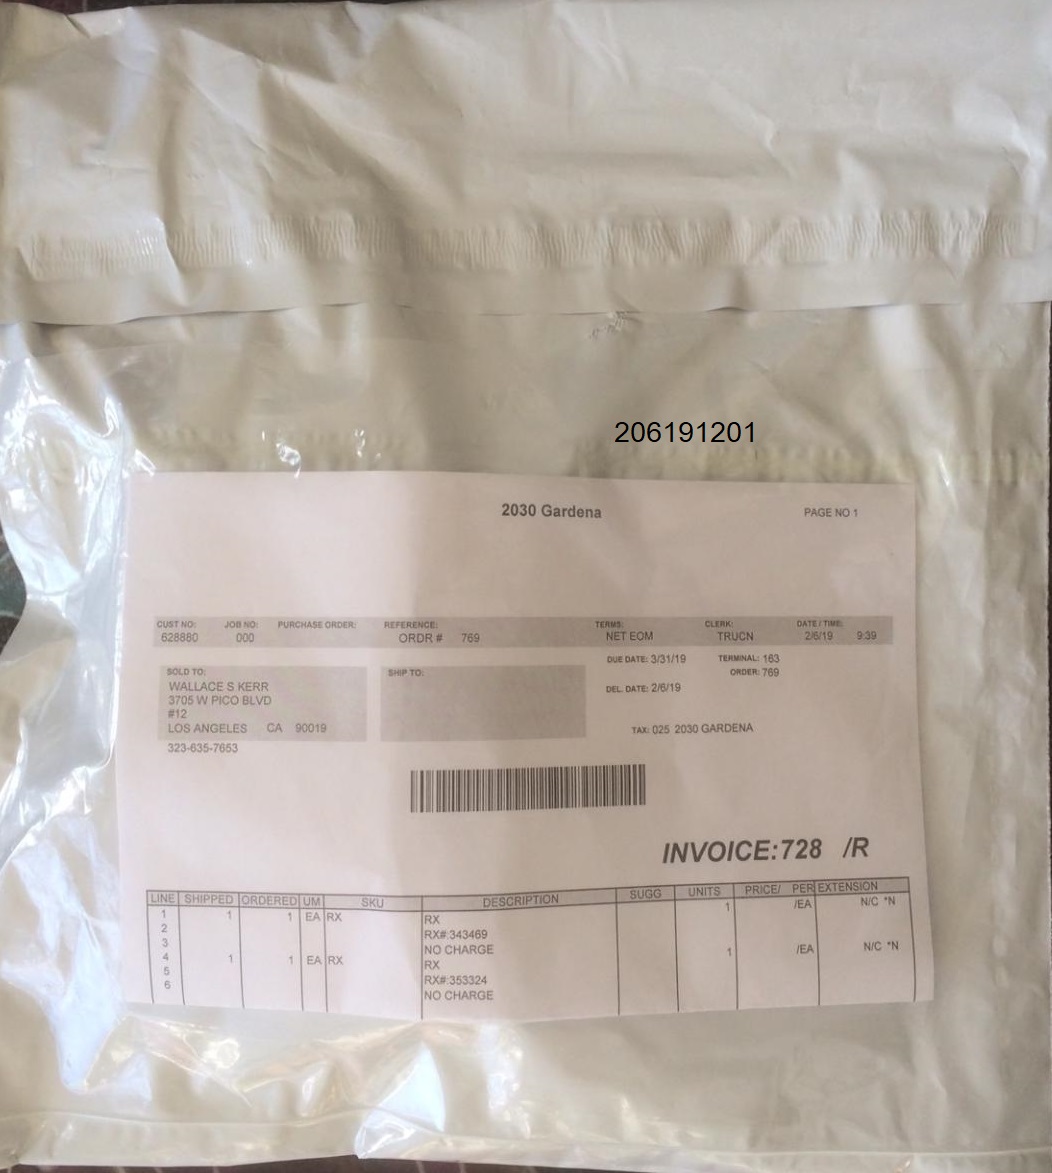 206191201
2030 Gardena PAGE NO 1
CUST NO: JOB NO: PURCHASE ORDER: REFERENCE: TERMS: CLERK: DATE / TIME:
628880 000 ORDR # 769 NET EOM TRUCN 2/6/19 9:39
DUE DATE: 3/31/19 TERMINAL: 163
ORDER: 769
SOLD TO: SHIP TO:
WALLACE S KERR DEL. DATE: 2/6/19
3705 W PICO BLVD
#12
LOS ANGELES CA 90019 TAX: 025 2030 GARDENA
323-635-7653
INVOICE:728 /R
LINE SHIPPED ORDERED UM SKU DESCRIPTION SUGG UNITS PRICE/ PER EXTENSION
1 1 1 EA RX RX 1 /EA N/C *N
2 RX#:343469
3 NO CHARGE
4 1 1 EA RX RX 1 /EA N/C *N
5 RX#:353324
6 NO CHARGE